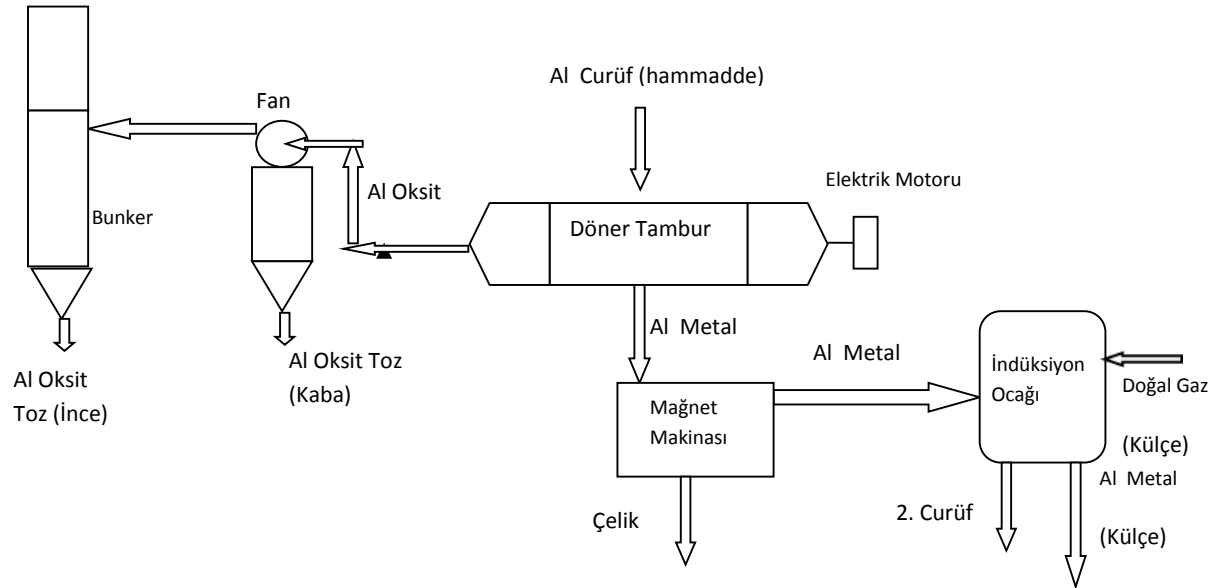 Al Curüf (hammadde)
Fan
Elektrik Motoru
Al Oksit
Döner Tambur
Bunker
Al Metal
Al Metal
Al Oksit Toz
(Kaba)
Al Oksit
Toz (İnce)
İndüksiyon
Ocağı
Doğal Gaz
Mağnet
Makinası
(Külçe)
Al Metal
2. Curüf
Çelik
(Külçe)